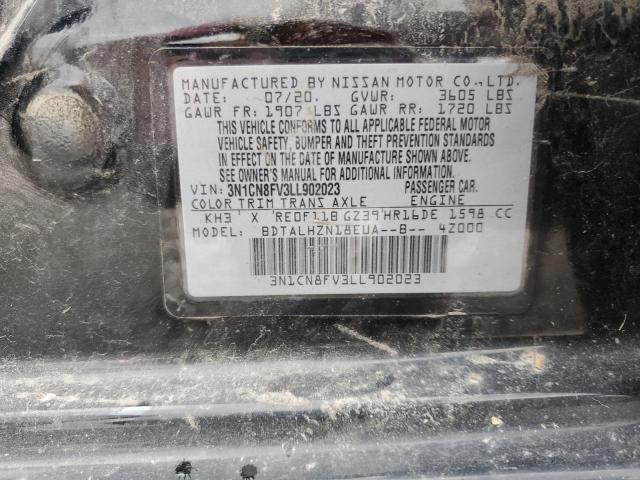 MANUFACTURED BY NISSAN MOTOR CO.,LTD.
DATE: 07/20. GVWR: 3605 LBS
GAWR FR: 1907 LBS GAWR RR: 1720 LBS
THIS VEHICLE CONFORMS TO ALL APPLICABLE FEDERAL MOTOR
VEHICLE SAFETY, BUMPER AND THEFT PREVENTION STANDARDS
IN EFFECT ON THE DATE OF MANUFACTURE SHOWN ABOVE.
SEE OWNER'S MANUAL FOR ADDITIONAL INFORMATION.
VIN: 3N1CN8FV3LL902023 PASSENGER CAR.
COLOR TRIM TRANS AXLE ENGINE
KH3 X RE0F11B GZ39 HR16DE 1598 CC
MODEL: BDTALHZN18EUA--B-- 4Z000
3N1CN8FV3LL902023